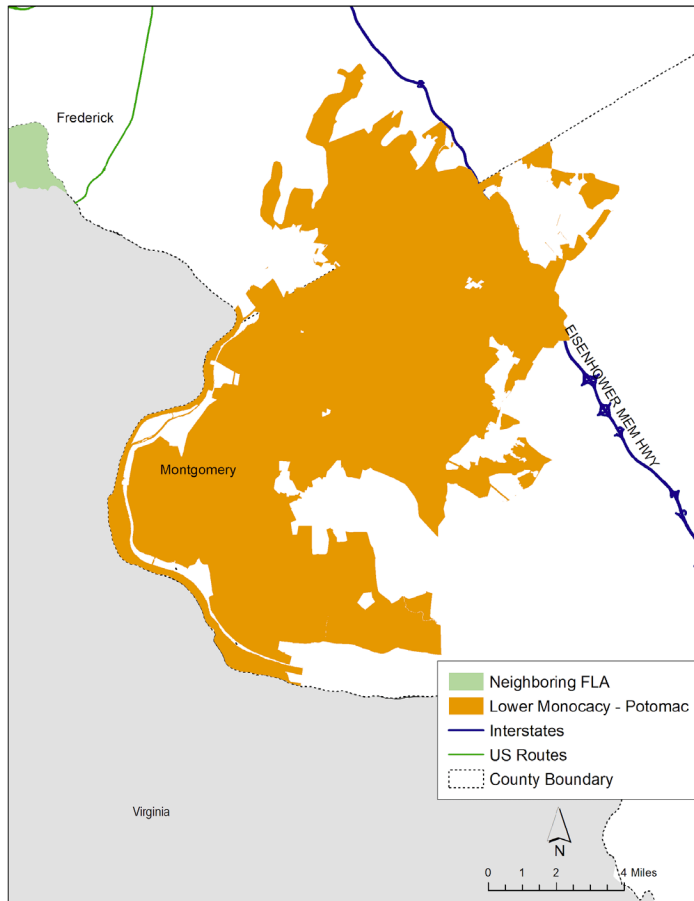 Frederick
EISENHOWER MEM HWY
Montgomery
Neighboring FLA
Lower Monocacy - Potomac
Interstates
US Routes
County Boundary
Virginia
N
0 1 2 4 Miles